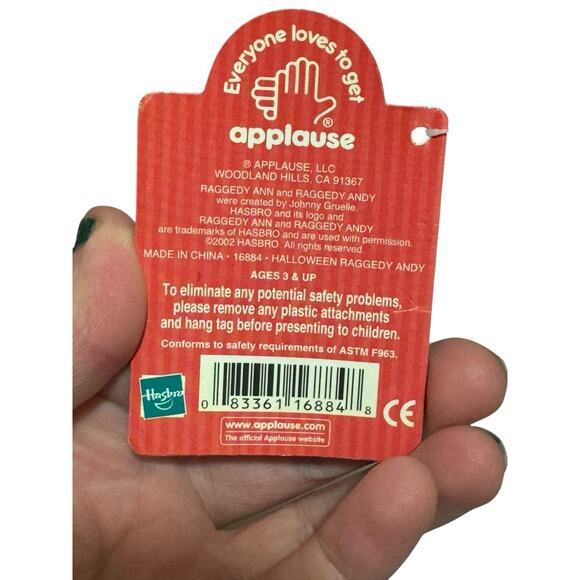 Everyone loves to get
applause®
® APPLAUSE, LLC
WOODLAND HILLS, CA 91367
RAGGEDY ANN and RAGGEDY ANDY
were created by Johnny Gruelle.
HASBRO and its logo and
RAGGEDY ANN and RAGGEDY ANDY
are trademarks of HASBRO and are used with permission.
©2002 HASBRO. All rights reserved.
MADE IN CHINA · 16884 · HALLOWEEN RAGGEDY ANDY
AGES 3 & UP
To eliminate any potential safety problems,
please remove any plastic attachments
and hang tag before presenting to children.
Conforms to safety requirements of ASTM F963.
Hasbro
0 83361 16884 8
CE
www.applause.com
The official Applause website